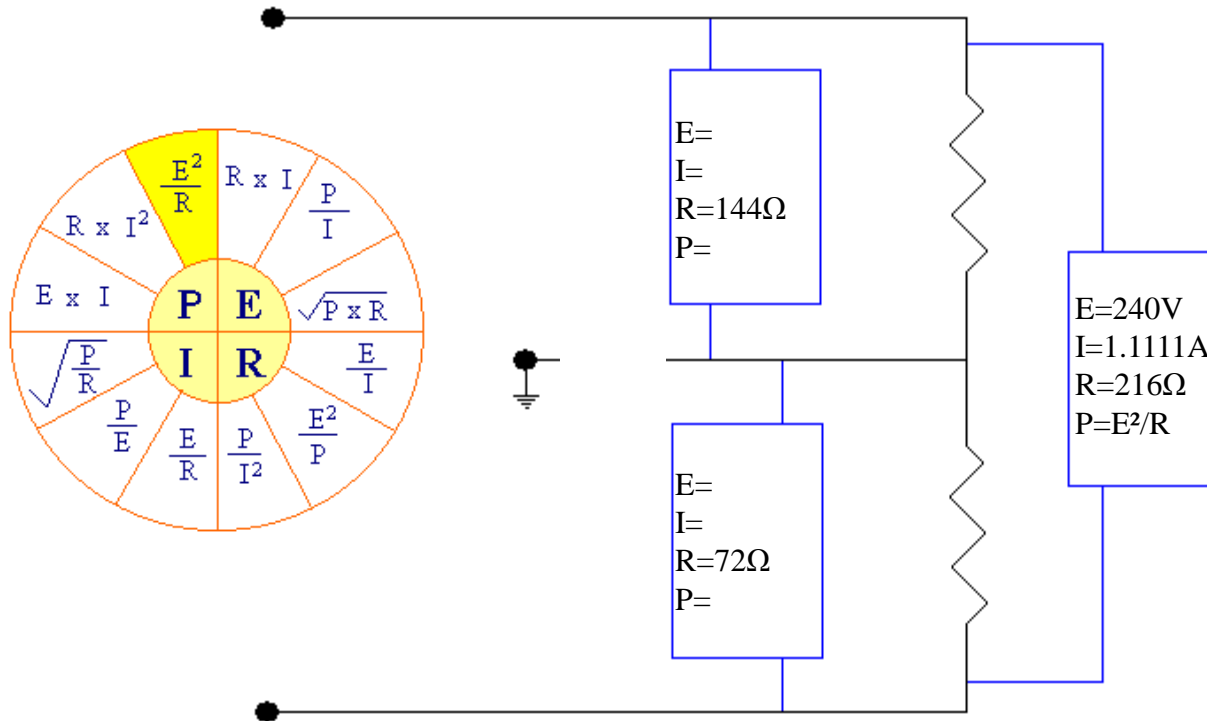 E²/R
R x I
P/I
R x I²
E x I
√P x R
P E
I R
√P/R
E/I
P/E
E/R
P/I²
E²/P
E=
I=
R=144Ω
P=
E=
I=
R=72Ω
P=
E=240V
I=1.1111A
R=216Ω
P=E²/R